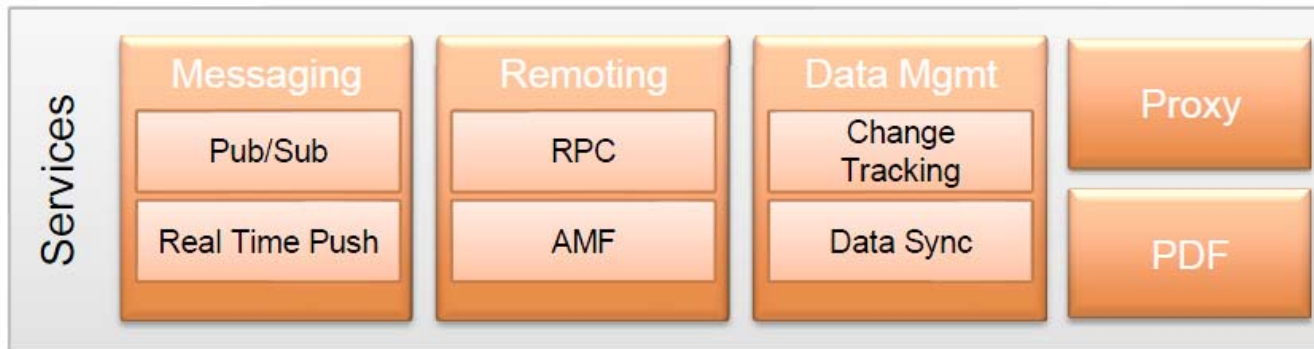 Services
Messaging
Pub/Sub
Real Time Push
Remoting
RPC
AMF
Data Mgmt
Change
Tracking
Data Sync
Proxy
PDF